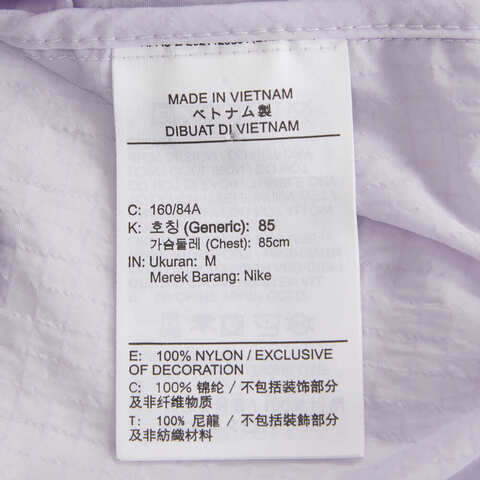 MADE IN VIETNAM
ベトナム製
DIBUAT DI VIETNAM
C: 160/84A
K: 호칭 (Generic): 85
가슴둘레 (Chest): 85cm
IN: Ukuran: M
Merek Barang: Nike
E: 100% NYLON / EXCLUSIVE
OF DECORATION
C: 100% 锦纶 / 不包括装饰部分
及非纤维物质
T: 100% 尼龍 / 不包括裝飾部分
及非紡織材料